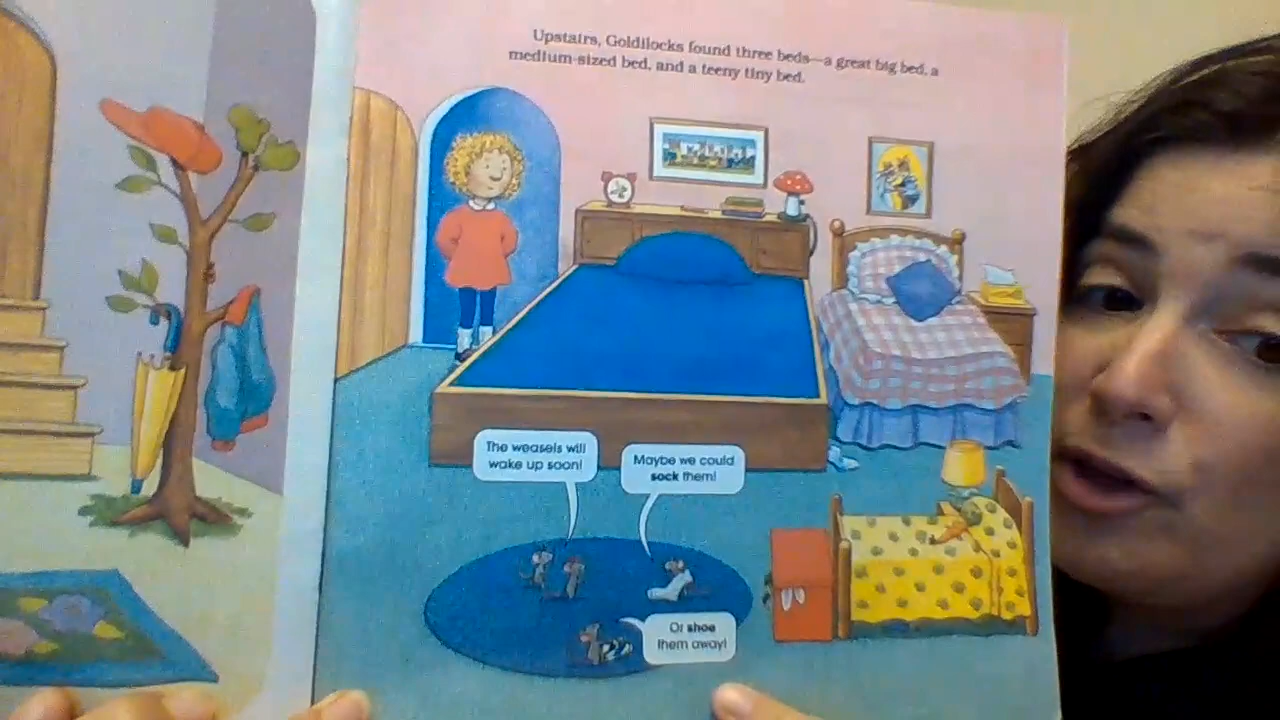 Upstairs, Goldilocks found three beds—a great big bed, a
medium-sized bed, and a teeny tiny bed.
The weasels will
wake up soon!
Maybe we could
sock them!
Or shoe
them away!